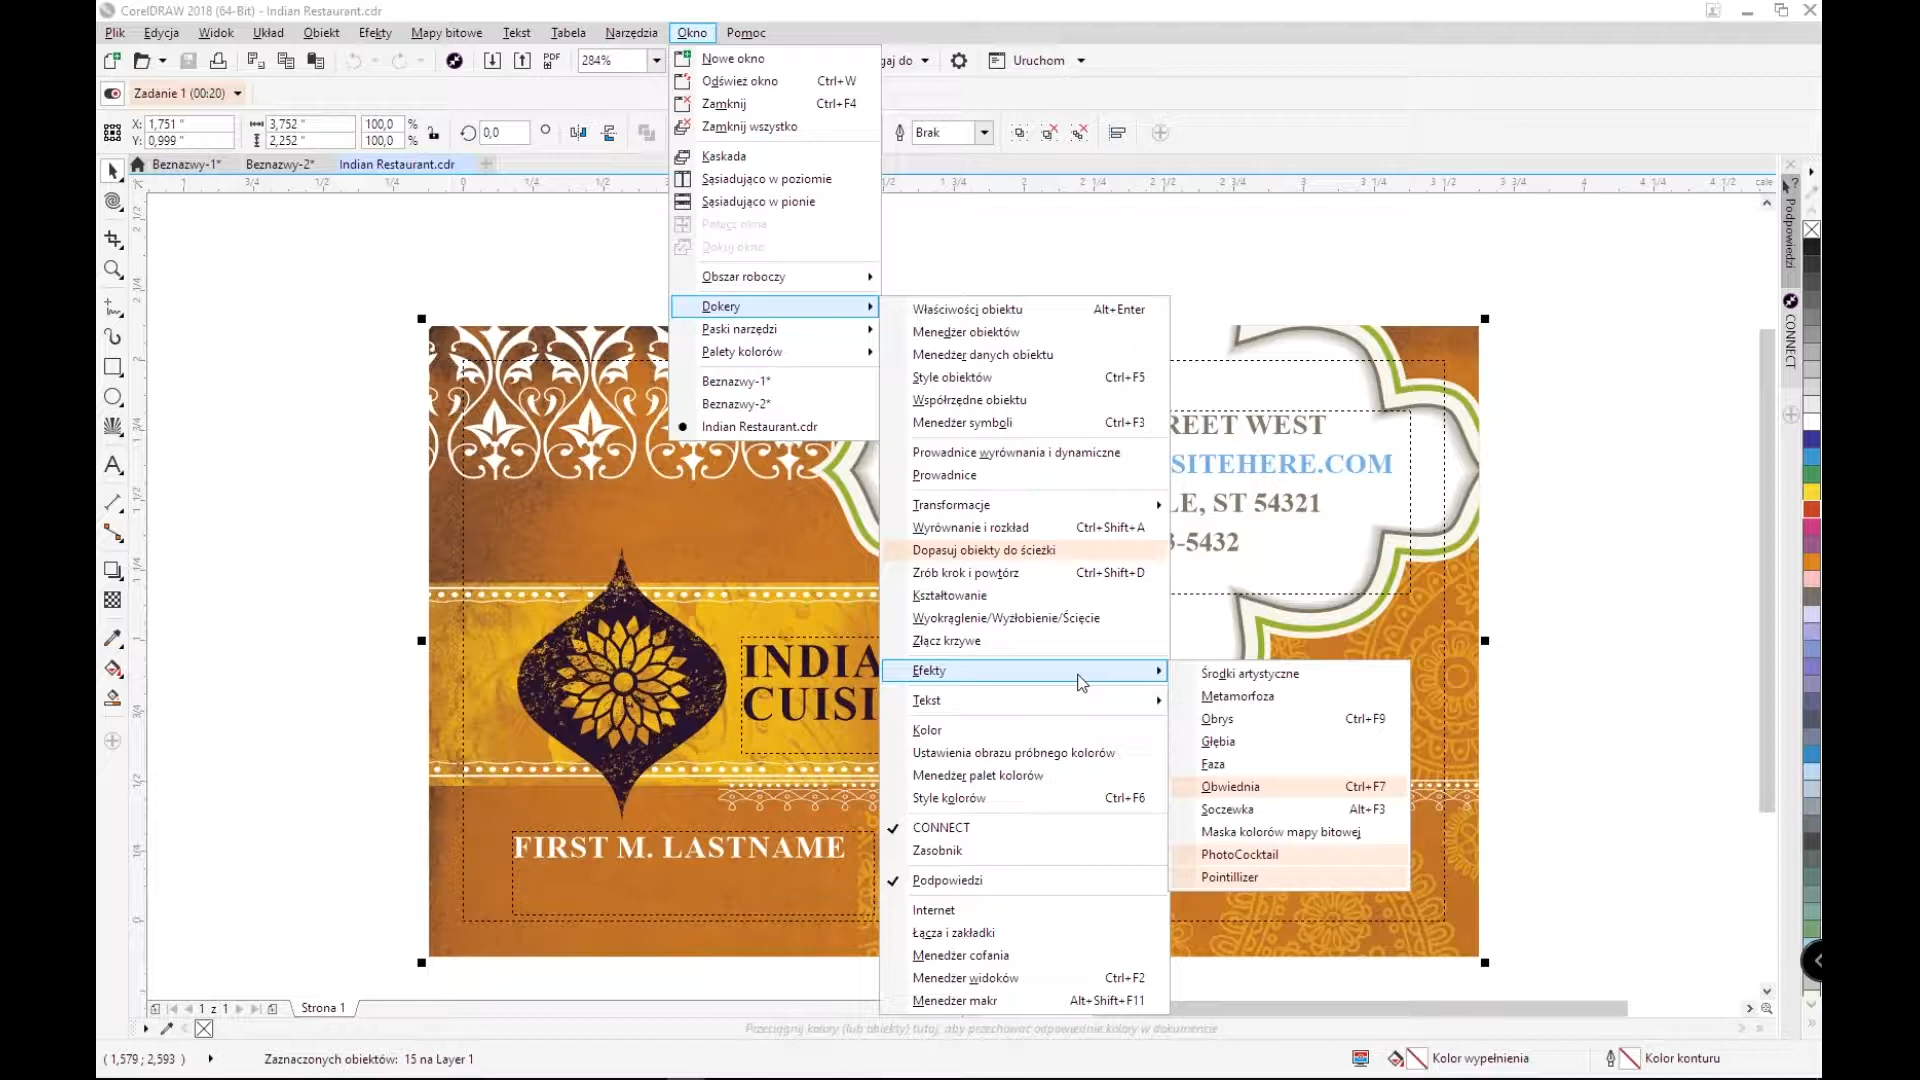 CorelDRAW 2018 (64-Bit) - Indian Restaurant.cdr
Plik Edycja Widok Układ Obiekt Efekty Mapy bitowe Tekst Tabela Narzędzia Okno Pomoc
PDF 284% gaj do Uruchom
Zadanie 1 (00:20)
X: 1,751 " 3,752 " 100,0 % 0,0 Brak
Y: 0,999 " 2,252 " 100,0 %
Beznazwy-1* Beznazwy-2* Indian Restaurant.cdr
cale
Nowe okno
Odśwież okno Ctrl+W
Zamknij Ctrl+F4
Zamknij wszystko
Kaskada
Sąsiadująco w poziomie
Sąsiadująco w pionie
Połącz okna
Dokuj okno
Obszar roboczy
Dokery
Paski narzędzi
Palety kolorów
Beznazwy-1*
Beznazwy-2*
Indian Restaurant.cdr
Właściwości obiektu Alt+Enter
Menedżer obiektów
Menedżer danych obiektu
Style obiektów Ctrl+F5
Współrzędne obiektu
Menedżer symboli Ctrl+F3
Prowadnice wyrównania i dynamiczne
Prowadnice
Transformacje
Wyrównanie i rozkład Ctrl+Shift+A
Dopasuj obiekty do ścieżki
Zrób krok i powtórz Ctrl+Shift+D
Kształtowanie
Wyokrąglenie/Wyżłobienie/Ścięcie
Złącz krzywe
Efekty
Tekst
Kolor
Ustawienia obrazu próbnego kolorów
Menedżer palet kolorów
Style kolorów Ctrl+F6
CONNECT
Zasobnik
Podpowiedzi
Internet
Łącza i zakładki
Menedżer cofania
Menedżer widoków Ctrl+F2
Menedżer makr Alt+Shift+F11
Środki artystyczne
Metamorfoza
Obrys Ctrl+F9
Głębia
Faza
Obwiednia Ctrl+F7
Soczewka Alt+F3
Maska kolorów mapy bitowej
PhotoCocktail
Pointillizer
REET WEST
SITEHERE.COM
LE, ST 54321
3-5432
INDIA
CUISI
FIRST M. LASTNAME
Podpowiedzi
CONNECT
1 z 1 Strona 1
Przeciągnij kolory (lub obiekty) tutaj, aby przechować odpowiednie kolory w dokumencie
( 1,579 ; 2,593 ) Zaznaczonych obiektów: 15 na Layer 1 Kolor wypełnienia Kolor konturu